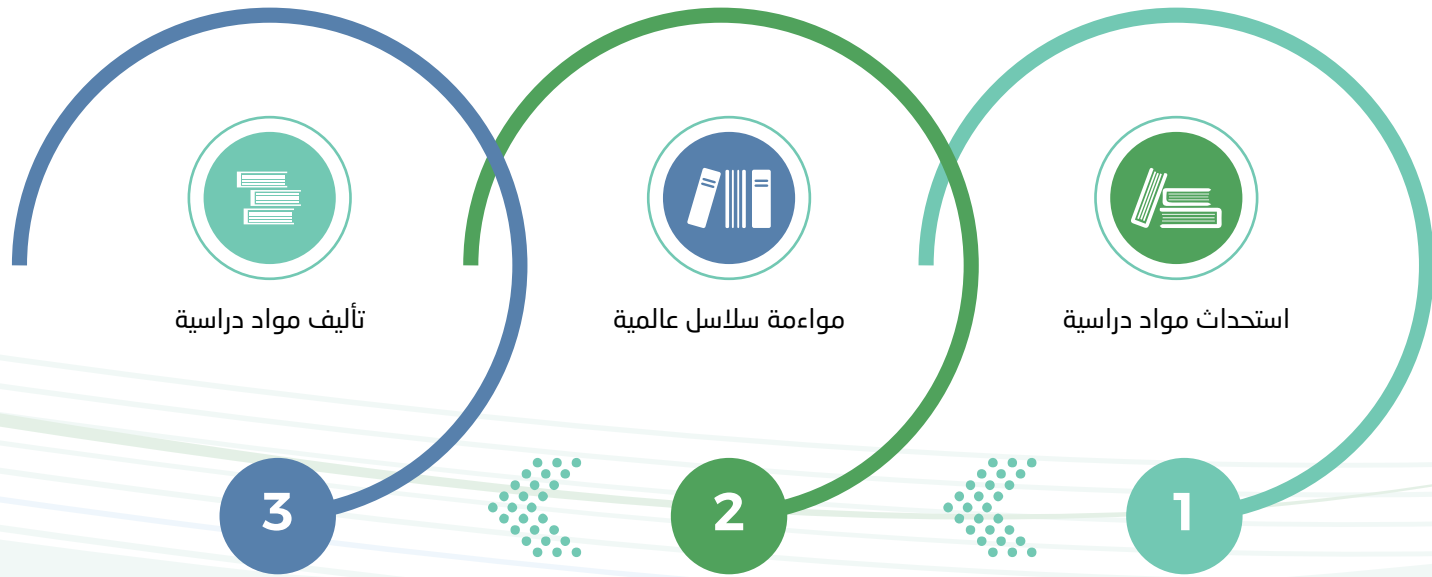 استحداث مواد دراسية
مواءمة سلاسل عالمية
تأليف مواد دراسية
1
2
3